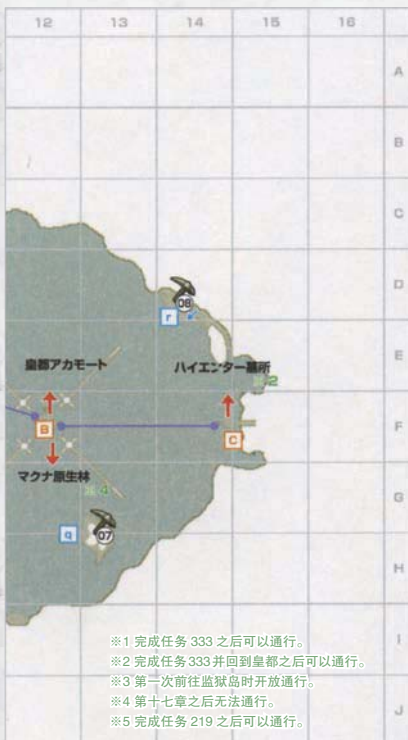 12 13 14 15 16
A
B
C
D
08
r
E
皇都アカモート ハイエンター墓所
※2
F
B
C
マクナ原生林
※4
G
q
07
H
I
※1 完成任务 333 之后可以通行。
※2 完成任务 333 并回到皇都之后可以通行。
※3 第一次前往监狱岛时开放通行。
※4 第十七章之后无法通行。
※5 完成任务 219 之后可以通行。
J